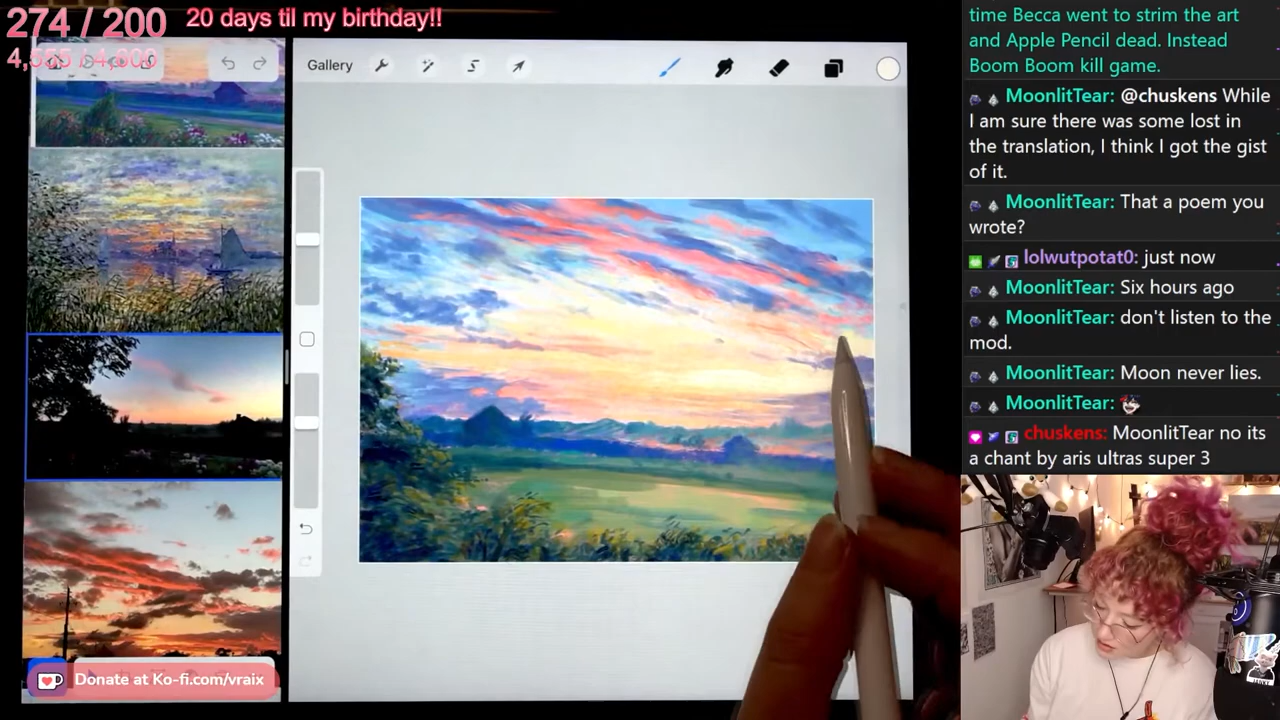 274 / 200
20 days til my birthday!!
4,555 / 4,000
Gallery
Donate at Ko-fi.com/vraix
time Becca went to strim the art
and Apple Pencil dead. Instead
Boom Boom kill game.
MoonlitTear: @chuskens While
I am sure there was some lost in
the translation, I think I got the gist
of it.
MoonlitTear: That a poem you
wrote?
lolwutpotat0: just now
MoonlitTear: Six hours ago
MoonlitTear: don't listen to the
mod.
MoonlitTear: Moon never lies.
MoonlitTear:
chuskens: MoonlitTear no its
a chant by aris ultras super 3